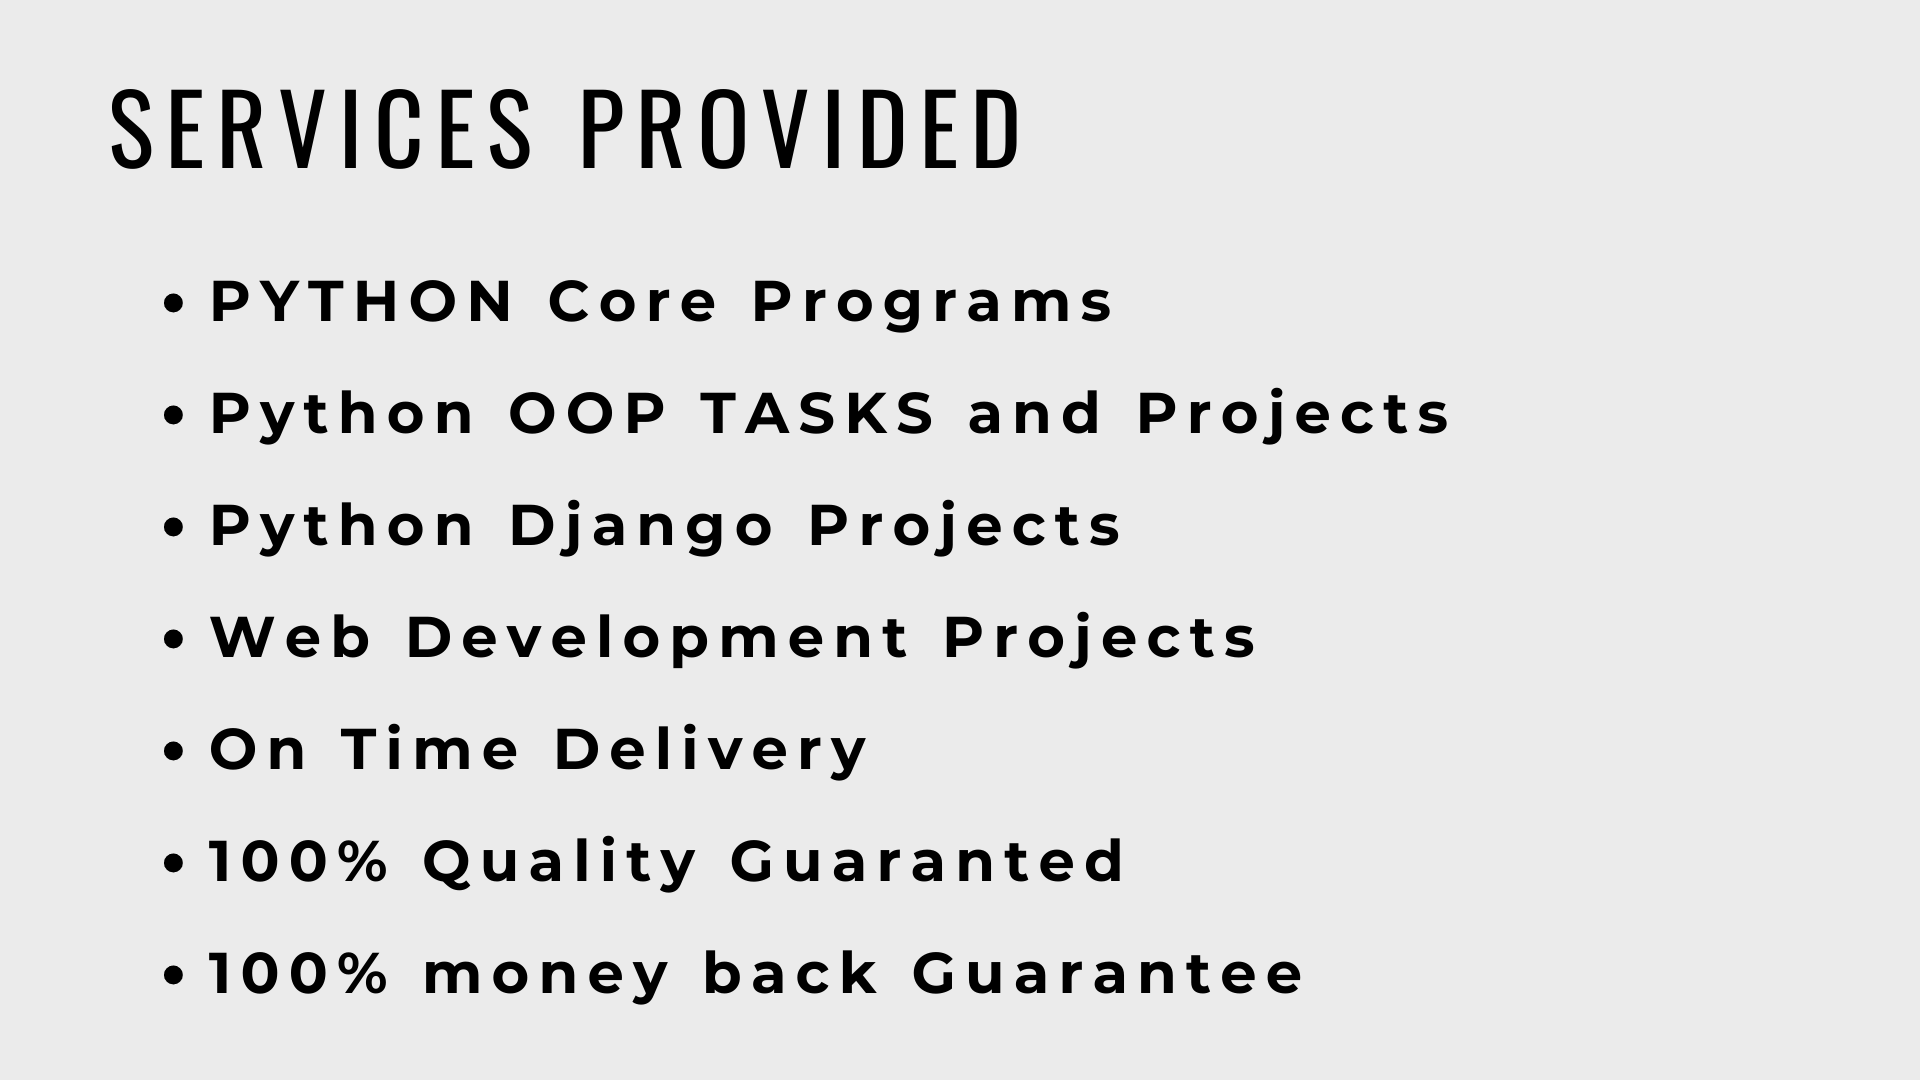 SERVICES PROVIDED
• PYTHON Core Programs
• Python OOP TASKS and Projects
• Python Django Projects
• Web Development Projects
• On Time Delivery
• 100% Quality Guaranted
• 100% money back Guarantee